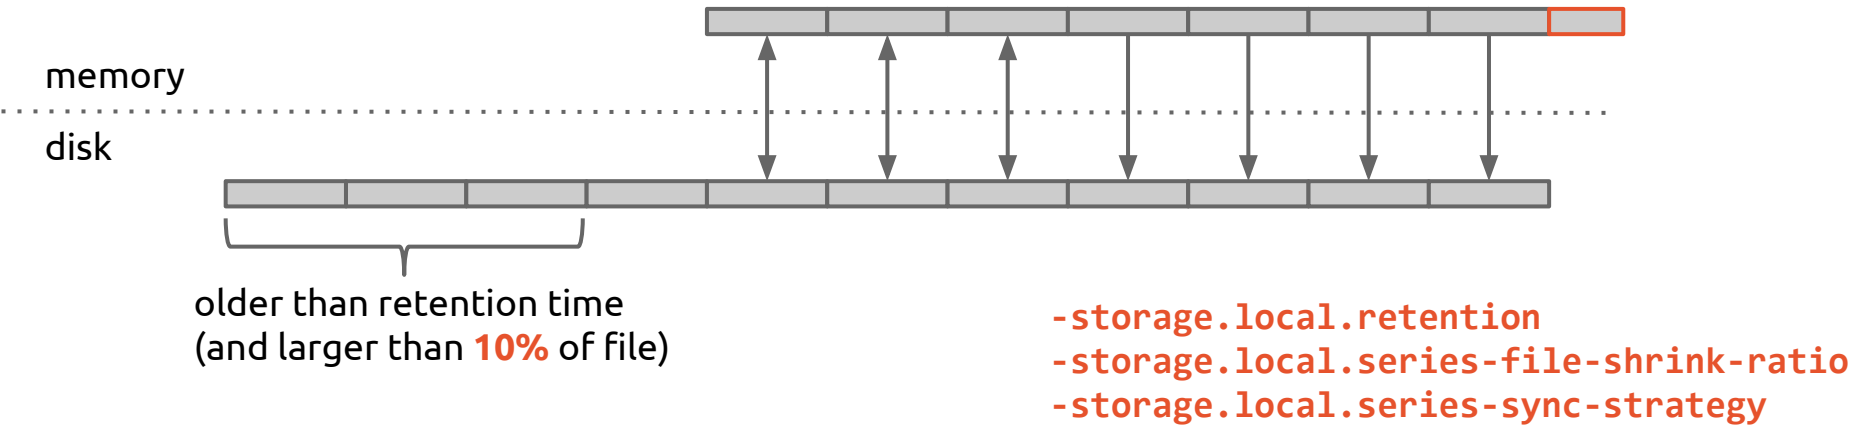 memory
disk
older than retention time
(and larger than 10% of file)
-storage.local.retention
-storage.local.series-file-shrink-ratio
-storage.local.series-sync-strategy